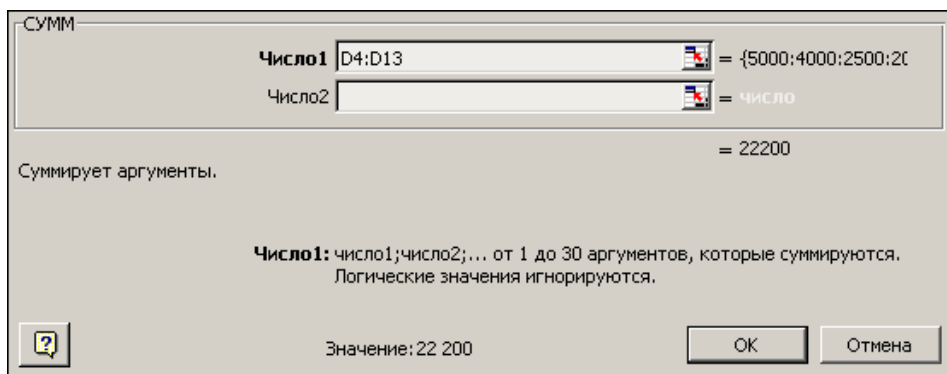 СУММ
Число1 D4:D13 = {5000:4000:2500:20
Число2 = число
= 22200
Суммирует аргументы.
Число1: число1;число2;... от 1 до 30 аргументов, которые суммируются.
Логические значения игнорируются.
Значение:22 200
OK
Отмена